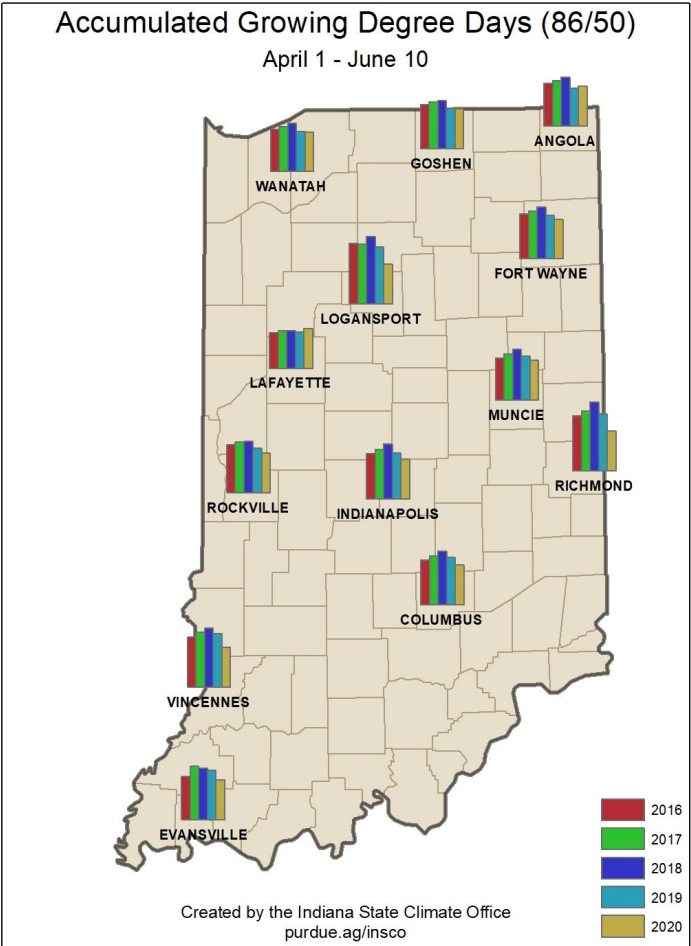 Accumulated Growing Degree Days (86/50)
April 1 - June 10
ANGOLA
GOSHEN
WANATAH
FORT WAYNE
LOGANSPORT
LAFAYETTE
MUNCIE
RICHMOND
ROCKVILLE
INDIANAPOLIS
COLUMBUS
VINCENNES
EVANSVILLE
2016
2017
2018
2019
2020
Created by the Indiana State Climate Office
purdue.ag/insco